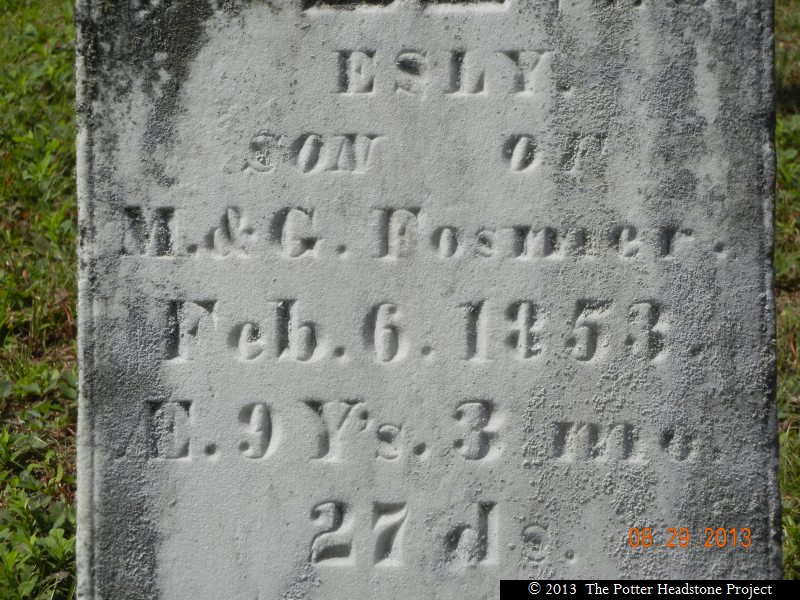 ESLY.
SON OF
M. & G. Fosmer.
Feb. 6. 1853.
Æ. 9 Y's. 3 mo.
27 ds.
08.29.2013
© 2013 The Potter Headstone Project